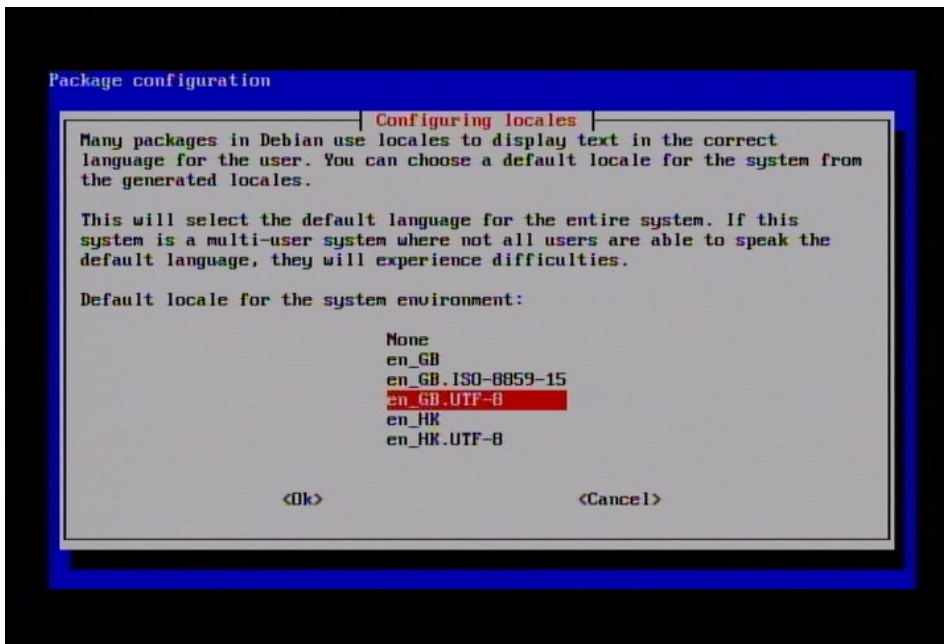 Package configuration
Configuring locales
Many packages in Debian use locales to display text in the correct
language for the user. You can choose a default locale for the system from
the generated locales.
This will select the default language for the entire system. If this
system is a multi-user system where not all users are able to speak the
default language, they will experience difficulties.
Default locale for the system environment:
None
en_GB
en_GB.ISO-8859-15
en_GB.UTF-8
en_HK
en_HK.UTF-8
<Ok> <Cancel>